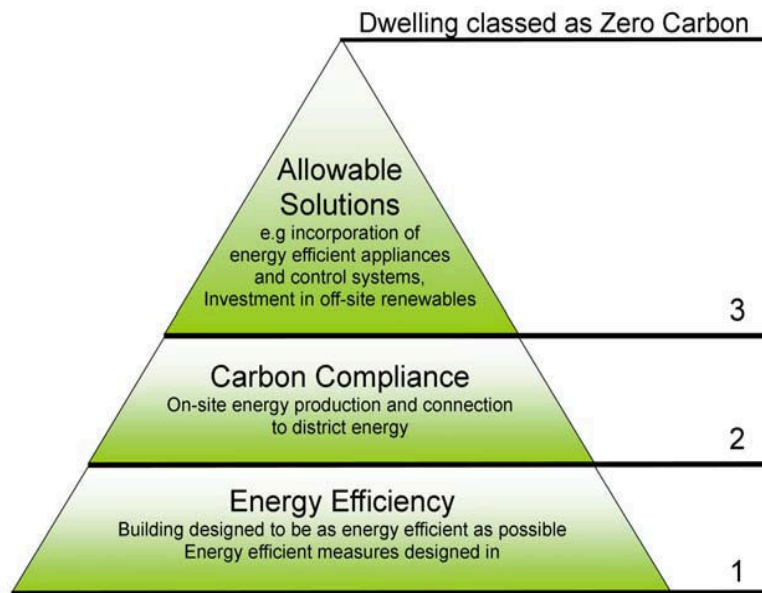 Dwelling classed as Zero Carbon
Allowable
Solutions
e.g incorporation of
energy efficient appliances
and control systems,
Investment in off-site renewables
3
Carbon Compliance
On-site energy production and connection
to district energy
2
Energy Efficiency
Building designed to be as energy efficient as possible
Energy efficient measures designed in
1